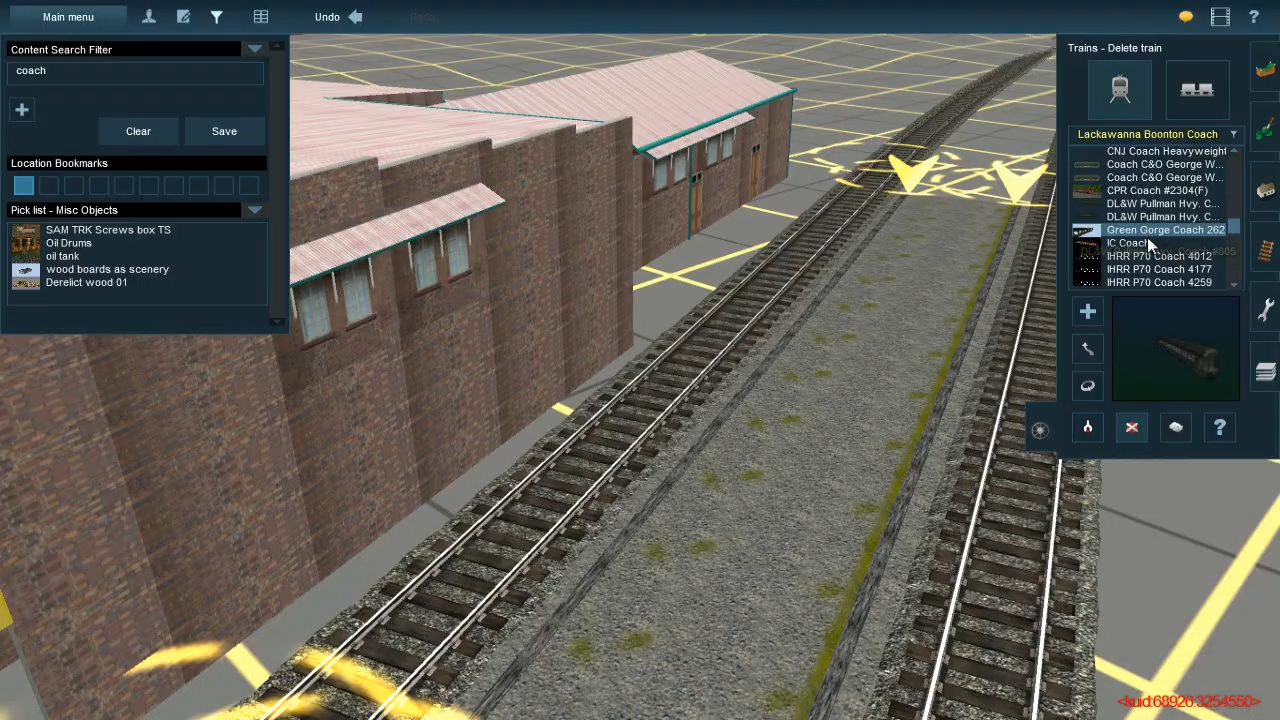 Main menu
Undo
Redo
Content Search Filter
coach
Clear
Save
Location Bookmarks
Pick list - Misc Objects
SAM TRK Screws box TS
Oil Drums
oil tank
wood boards as scenery
Derelict wood 01
Trains - Delete train
Lackawanna Boonton Coach
CNJ Coach Heavyweight
Coach C&O George W...
Coach C&O George W...
CPR Coach #2304(F)
DL&W Pullman Hvy. C...
DL&W Pullman Hvy. C...
Green Gorge Coach 262
IC Coach
IHRR P70 Coach 4012
IHRR P70 Coach 4177
IHRR P70 Coach 4259
<kuid:68926:3254550>